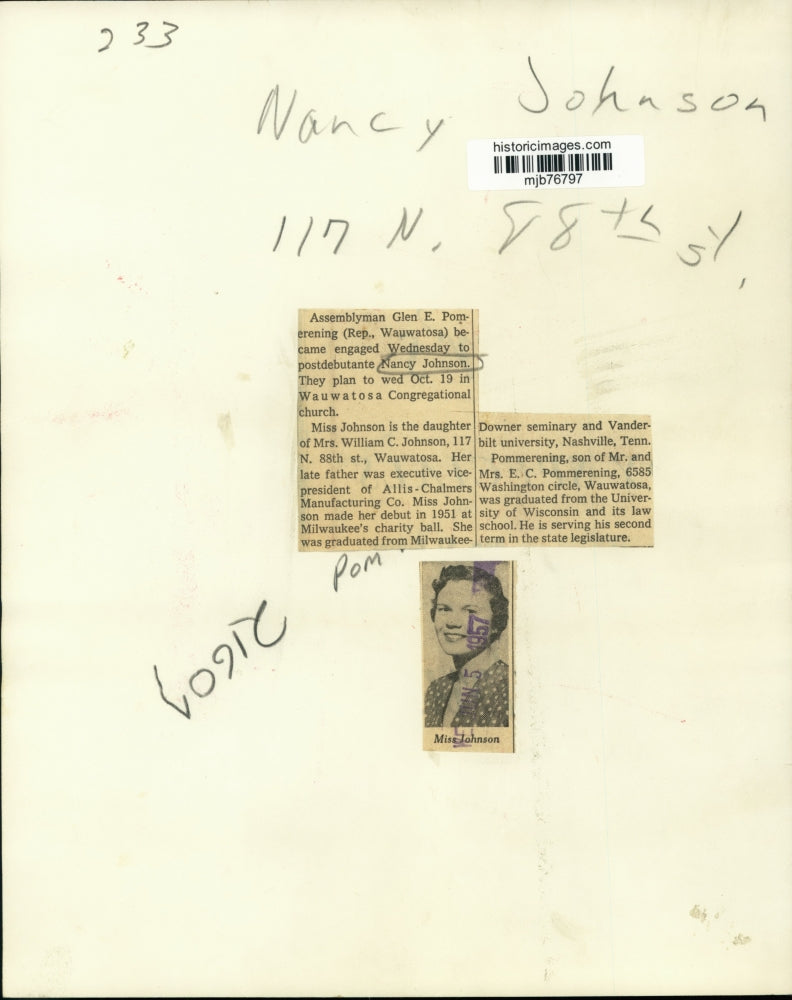 233
Nancy Johnson
historicimages.com
mjb76797
117 N. 88th st.
Assemblyman Glen E. Pom-
erening (Rep., Wauwatosa) be-
came engaged Wednesday to
postdebutante Nancy Johnson.
They plan to wed Oct. 19 in
Wauwatosa Congregational
church.
Miss Johnson is the daughter
of Mrs. William C. Johnson, 117
N. 88th st., Wauwatosa. Her
late father was executive vice-
president of Allis-Chalmers
Manufacturing Co. Miss John-
son made her debut in 1951 at
Milwaukee's charity ball. She
was graduated from Milwaukee-
Downer seminary and Vander-
bilt university, Nashville, Tenn.
Pommerening, son of Mr. and
Mrs. E. C. Pommerening, 6585
Washington circle, Wauwatosa,
was graduated from the Univer-
sity of Wisconsin and its law
school. He is serving his second
term in the state legislature.
POM
5 1957
Miss Johnson